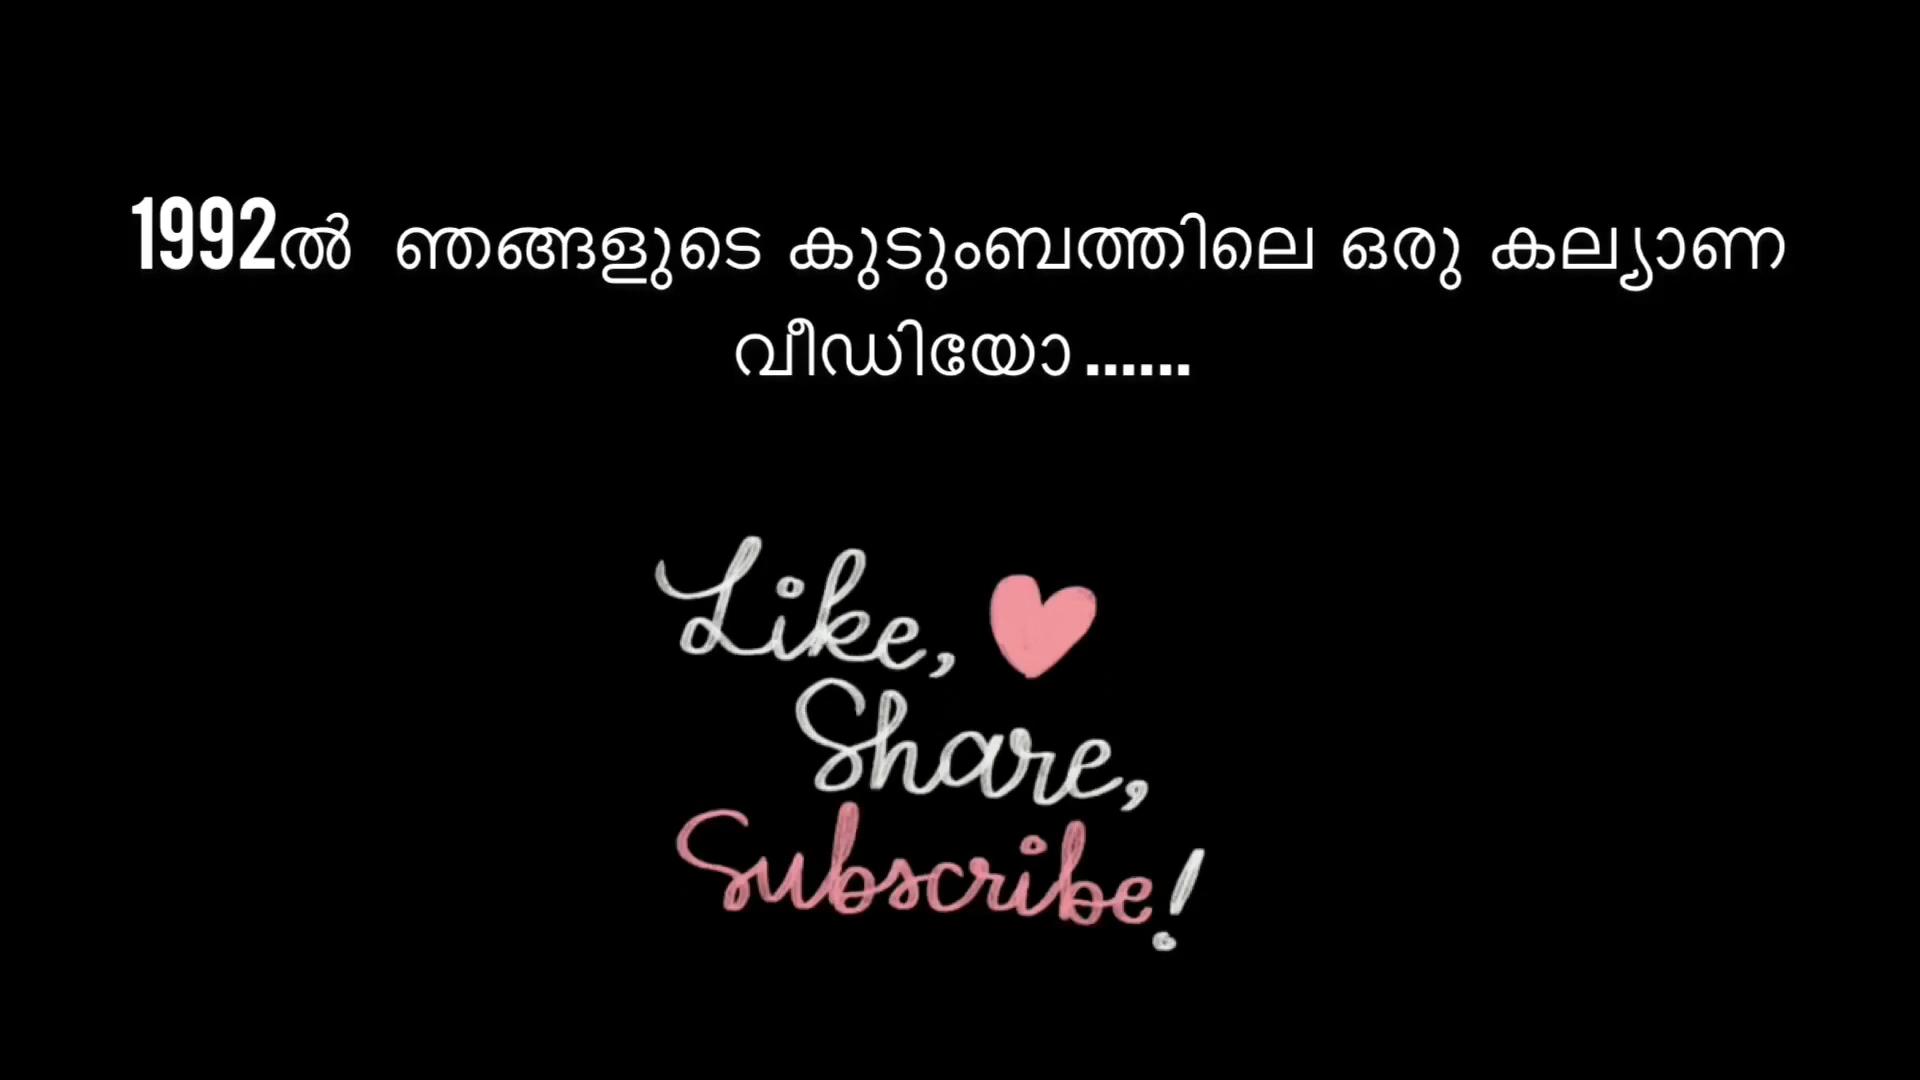 1992ൽ ഞങ്ങളുടെ കുടുംബത്തിലെ ഒരു കല്യാണ
വീഡിയോ......
Like,
Share,
Subscribe!